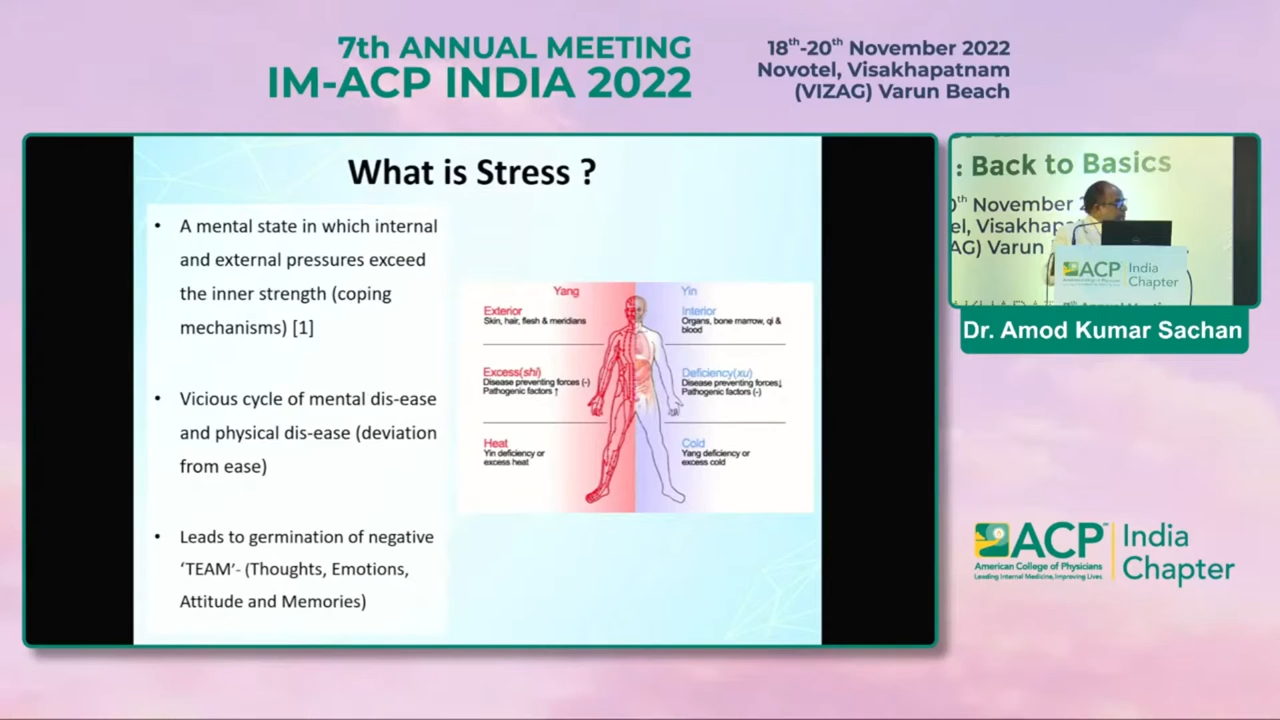 7th ANNUAL MEETING
IM-ACP INDIA 2022
18th-20th November 2022
Novotel, Visakhapatnam
(VIZAG) Varun Beach
What is Stress ?
• A mental state in which internal
and external pressures exceed
the inner strength (coping
mechanisms) [1]
• Vicious cycle of mental dis-ease
and physical dis-ease (deviation
from ease)
• Leads to germination of negative
‘TEAM’- (Thoughts, Emotions,
Attitude and Memories)
Yang
Exterior
Skin, hair, flesh & meridians
Excess(shi)
Disease preventing forces (-)
Pathogenic factors ↑
Heat
Yin deficiency or
excess heat
Yin
Interior
Organs, bone marrow, qi &
blood
Deficiency(xu)
Disease preventing forces↓
Pathogenic factors (-)
Cold
Yang deficiency or
excess cold
: Back to Basics
th November 2
el, Visakhap
AG) Varun
ACP India
Chapter
Dr. Amod Kumar Sachan
ACP™ India
American College of Physicians Chapter
Leading Internal Medicine, Improving Lives